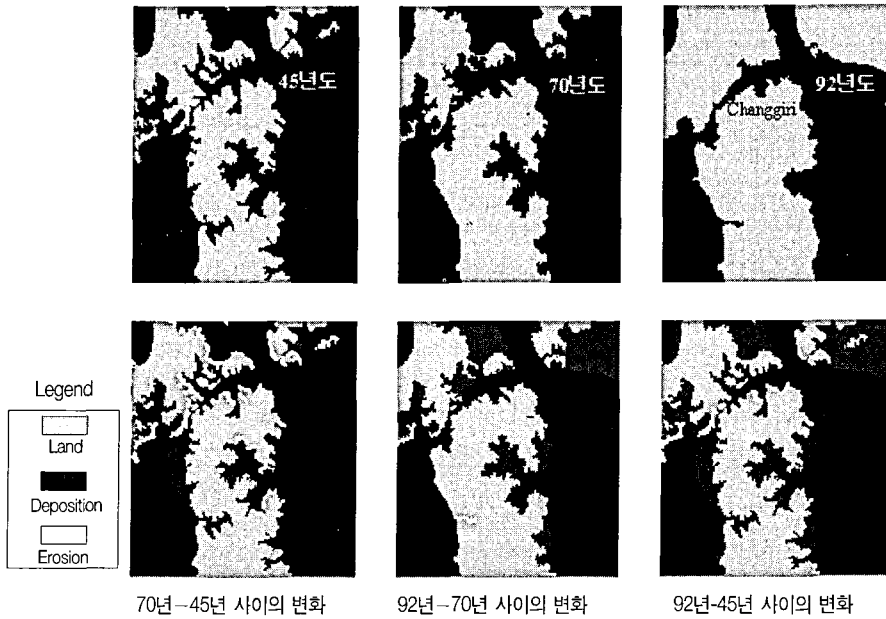 45년도
70년도
92년도
Changgiri
Legend
Land
Deposition
Erosion
70년-45년 사이의 변화
92년-70년 사이의 변화
92년-45년 사이의 변화